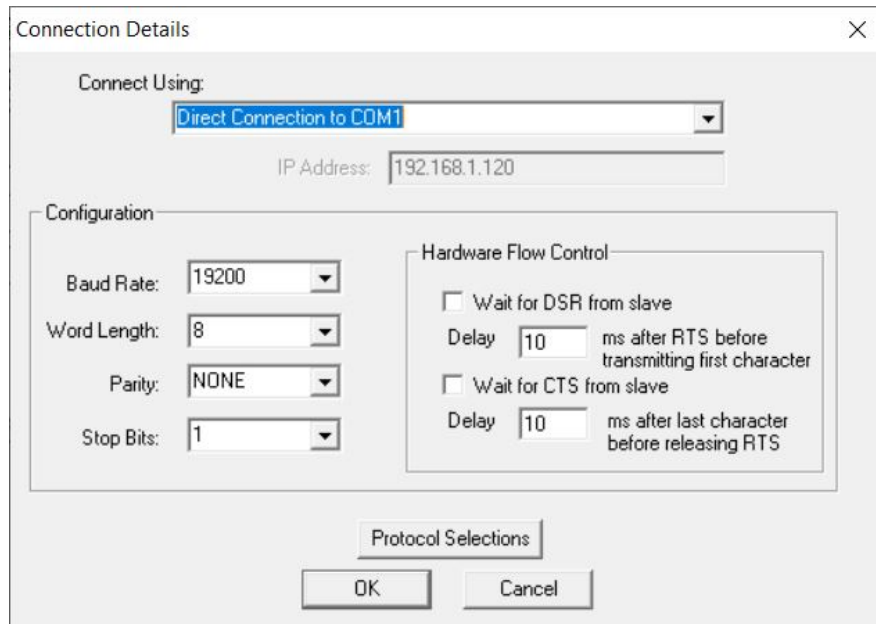 Connection Details
Connect Using:
Direct Connection to COM1
IP Address: 192.168.1.120
Configuration
Baud Rate: 19200
Word Length: 8
Parity: NONE
Stop Bits: 1
Hardware Flow Control
Wait for DSR from slave
Delay 10 ms after RTS before
transmitting first character
Wait for CTS from slave
Delay 10 ms after last character
before releasing RTS
Protocol Selections
OK Cancel